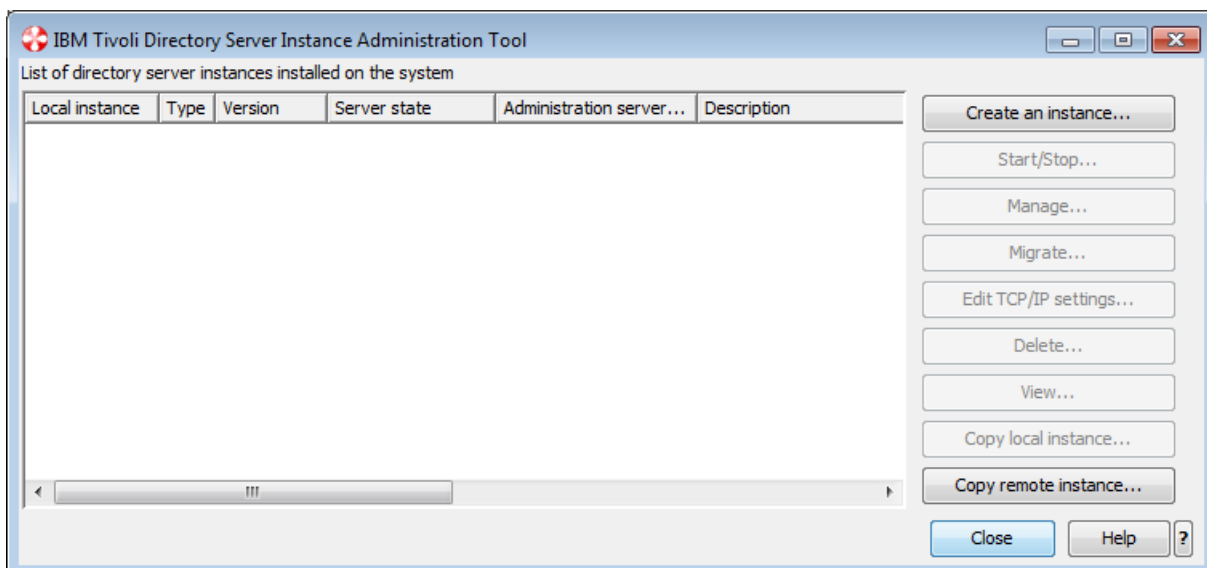 IBM Tivoli Directory Server Instance Administration Tool
List of directory server instances installed on the system
Local instance Type Version Server state Administration server... Description
Create an instance...
Start/Stop...
Manage...
Migrate...
Edit TCP/IP settings...
Delete...
View...
Copy local instance...
Copy remote instance...
Close Help ?